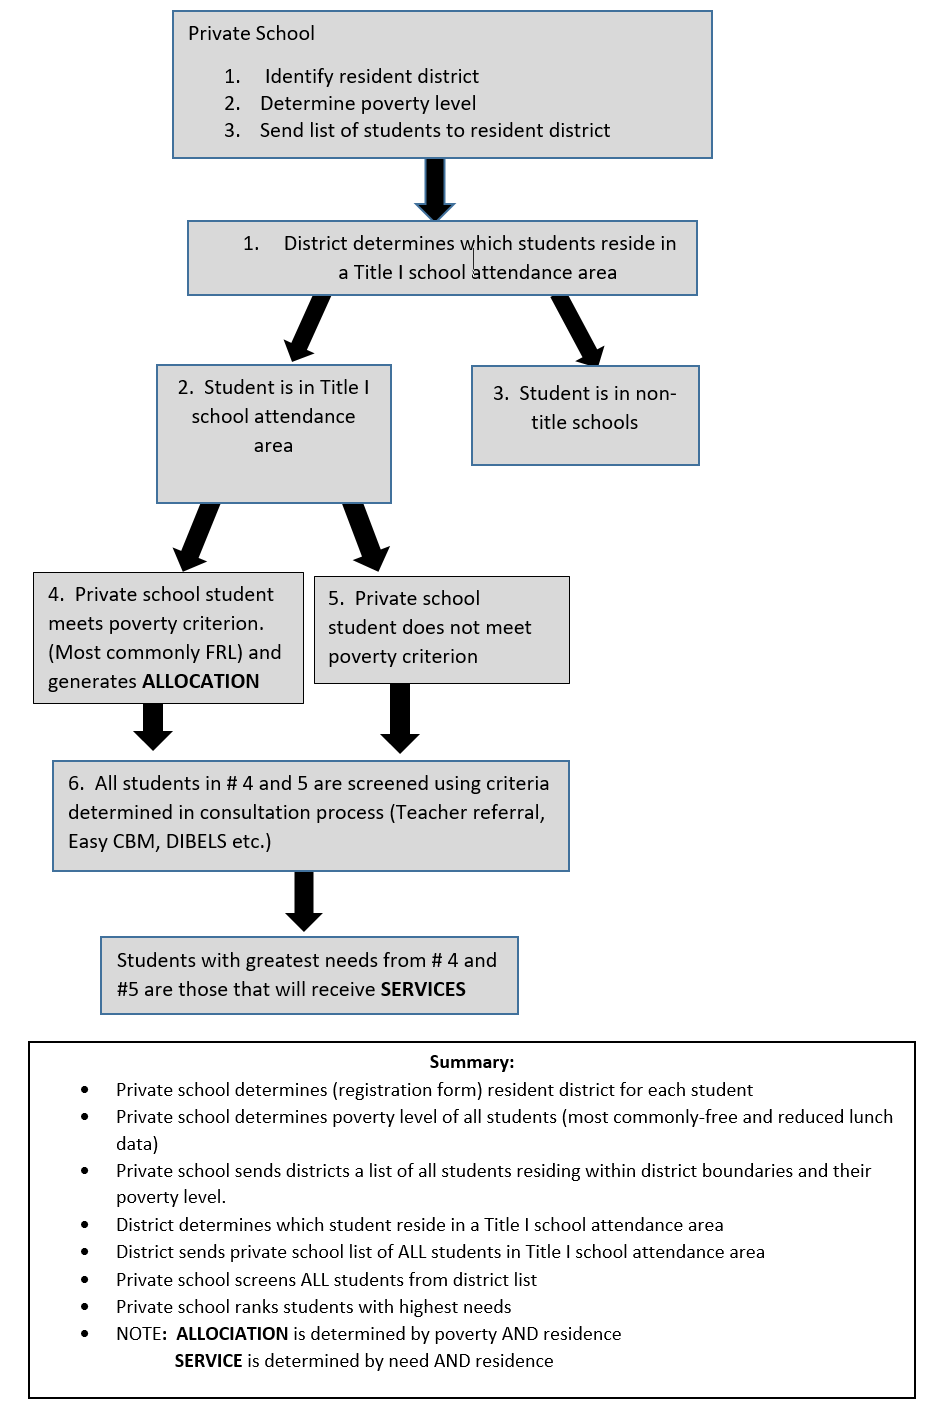 Private School
1. Identify resident district
2. Determine poverty level
3. Send list of students to resident district
1. District determines which students reside in
a Title I school attendance area
2. Student is in Title I
school attendance
area
3. Student is in non-
title schools
4. Private school student
meets poverty criterion.
(Most commonly FRL) and
generates ALLOCATION
5. Private school
student does not meet
poverty criterion
6. All students in # 4 and 5 are screened using criteria
determined in consultation process (Teacher referral,
Easy CBM, DIBELS etc.)
Students with greatest needs from # 4 and
#5 are those that will receive SERVICES
Summary:
• Private school determines (registration form) resident district for each student
• Private school determines poverty level of all students (most commonly-free and reduced lunch
data)
• Private school sends districts a list of all students residing within district boundaries and their
poverty level.
• District determines which student reside in a Title I school attendance area
• District sends private school list of ALL students in Title I school attendance area
• Private school screens ALL students from district list
• Private school ranks students with highest needs
• NOTE: ALLOCIATION is determined by poverty AND residence
SERVICE is determined by need AND residence